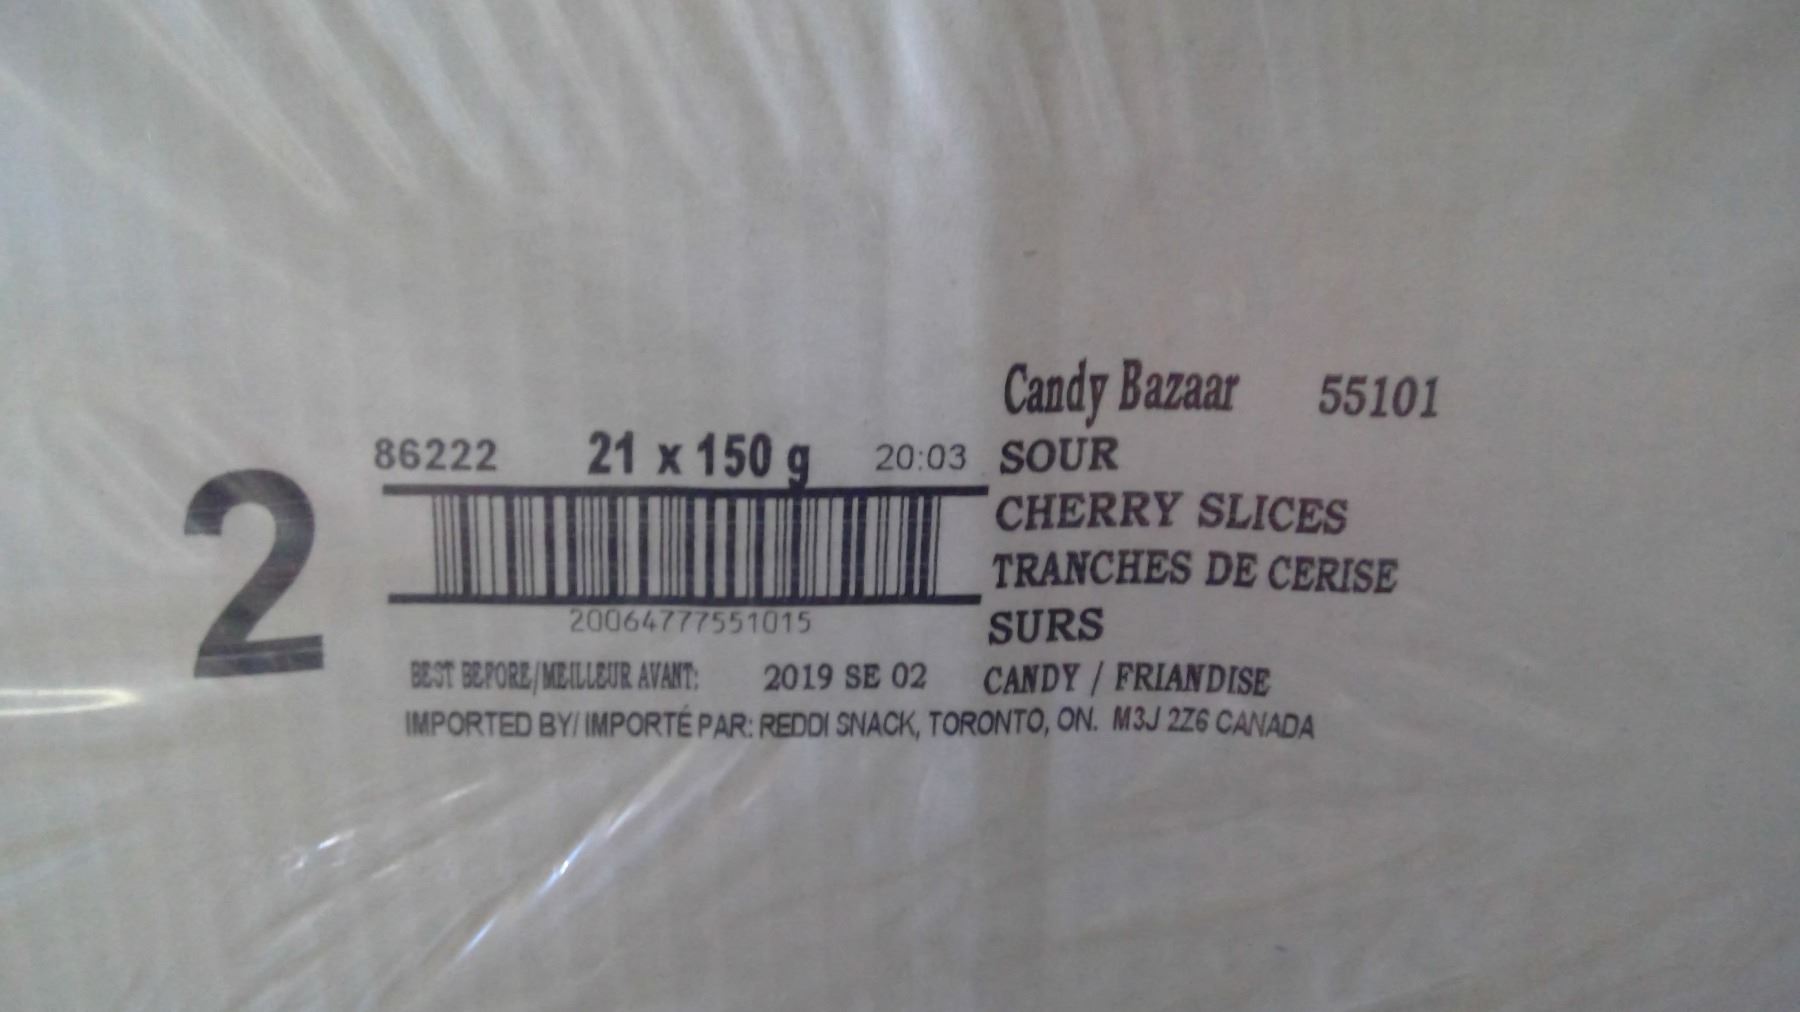 Candy Bazaar 55101
86222 21 x 150 g 20:03
SOUR
CHERRY SLICES
TRANCHES DE CERISE
SURS
2
20064777551015
BEST BEFORE/MEILLEUR AVANT: 2019 SE 02
CANDY / FRIANDISE
IMPORTED BY/ IMPORTÉ PAR: REDDI SNACK, TORONTO, ON. M3J 2Z6 CANADA